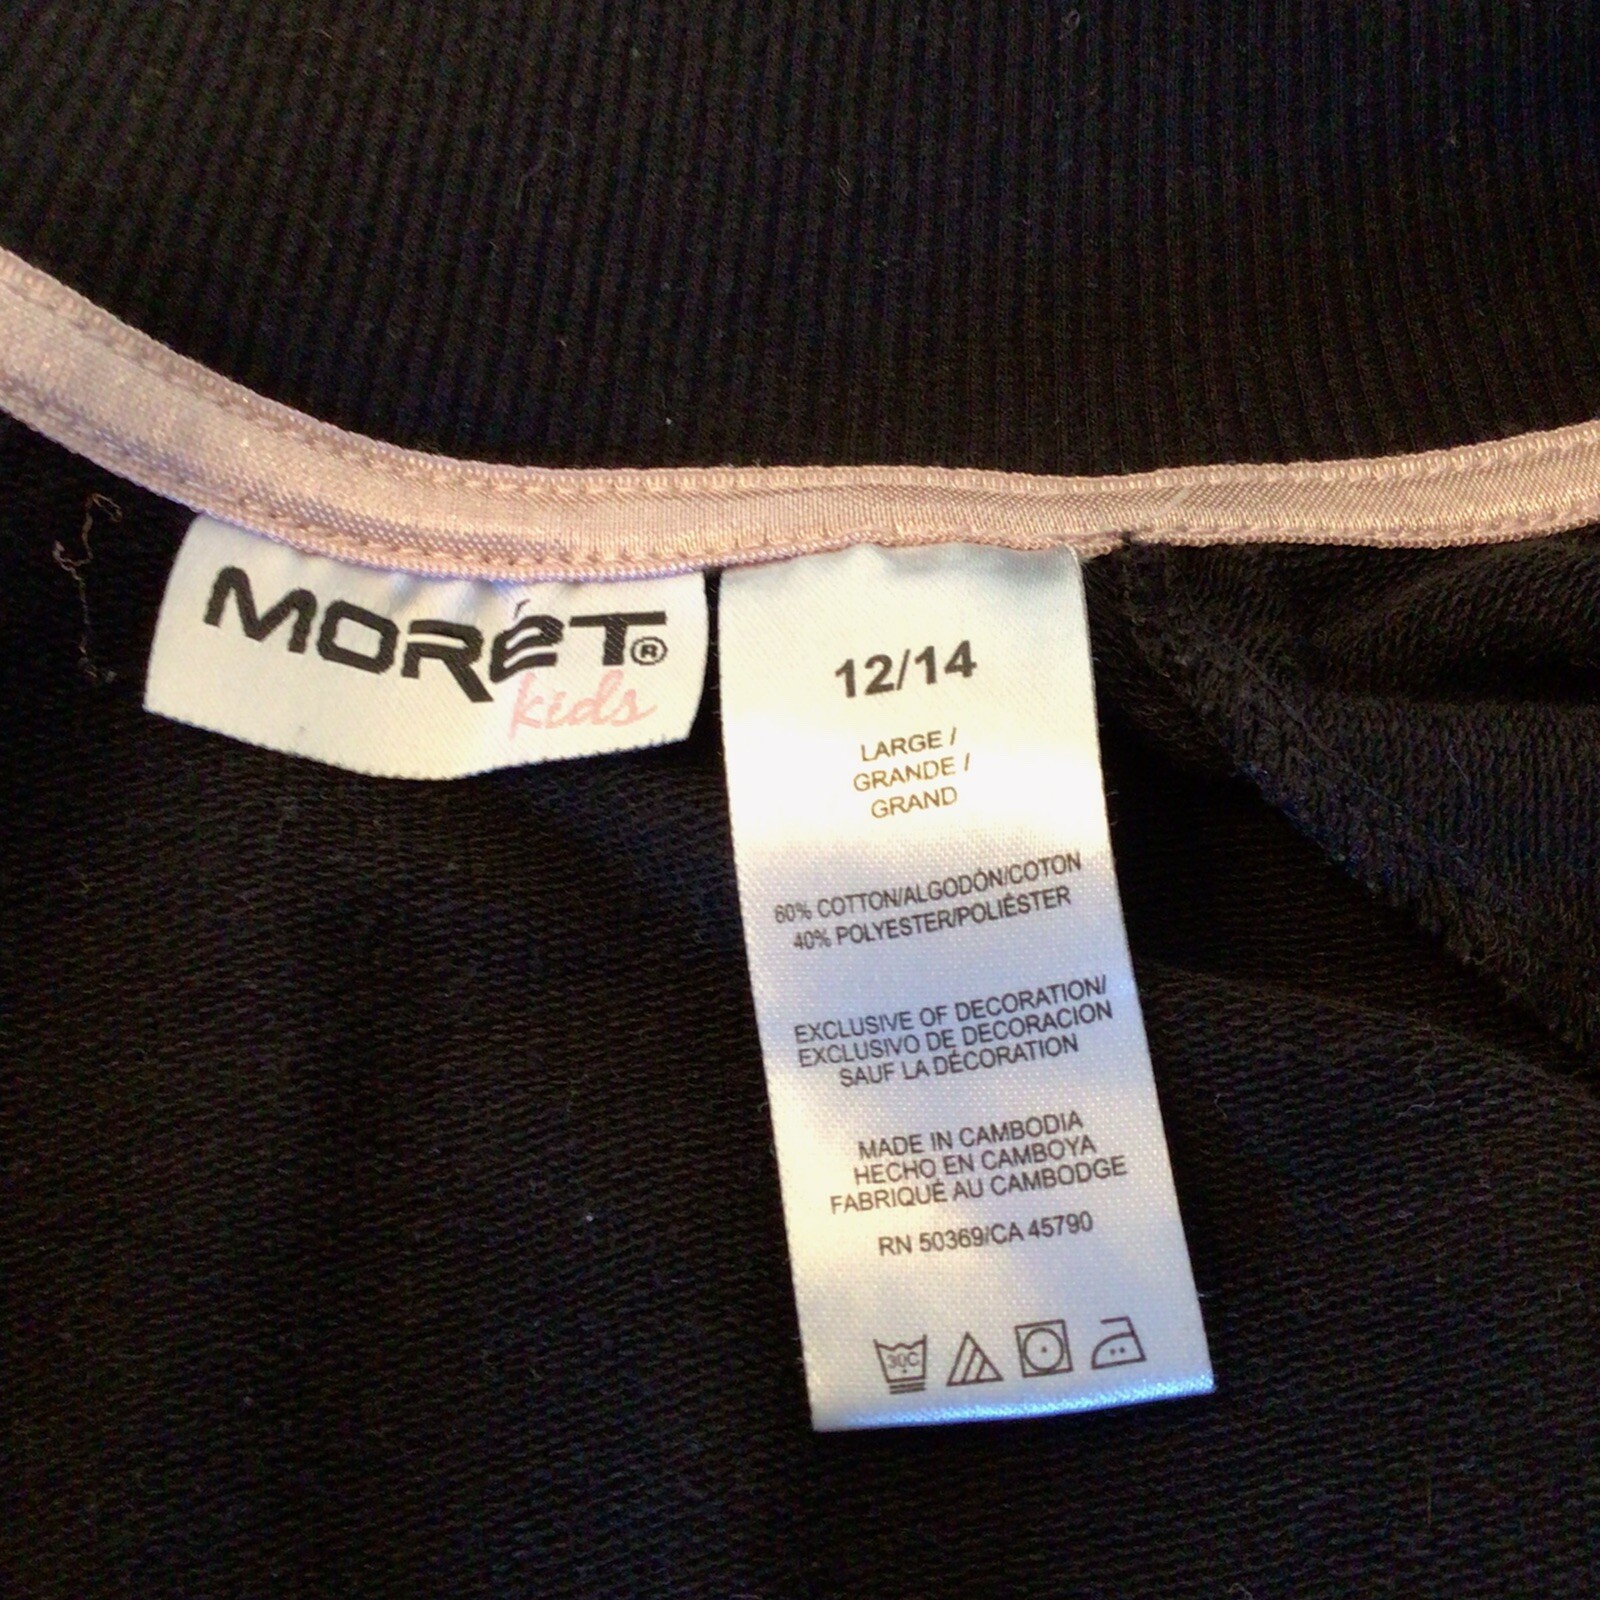 MORÉT®
kids
12/14
LARGE /
GRANDE /
GRAND
60% COTTON/ALGODÓN/COTON
40% POLYESTER/POLIÉSTER
EXCLUSIVE OF DECORATION/
EXCLUSIVO DE DECORACION
SAUF LA DÉCORATION
MADE IN CAMBODIA
HECHO EN CAMBOYA
FABRIQUÉ AU CAMBODGE
RN 50369/CA 45790
30C